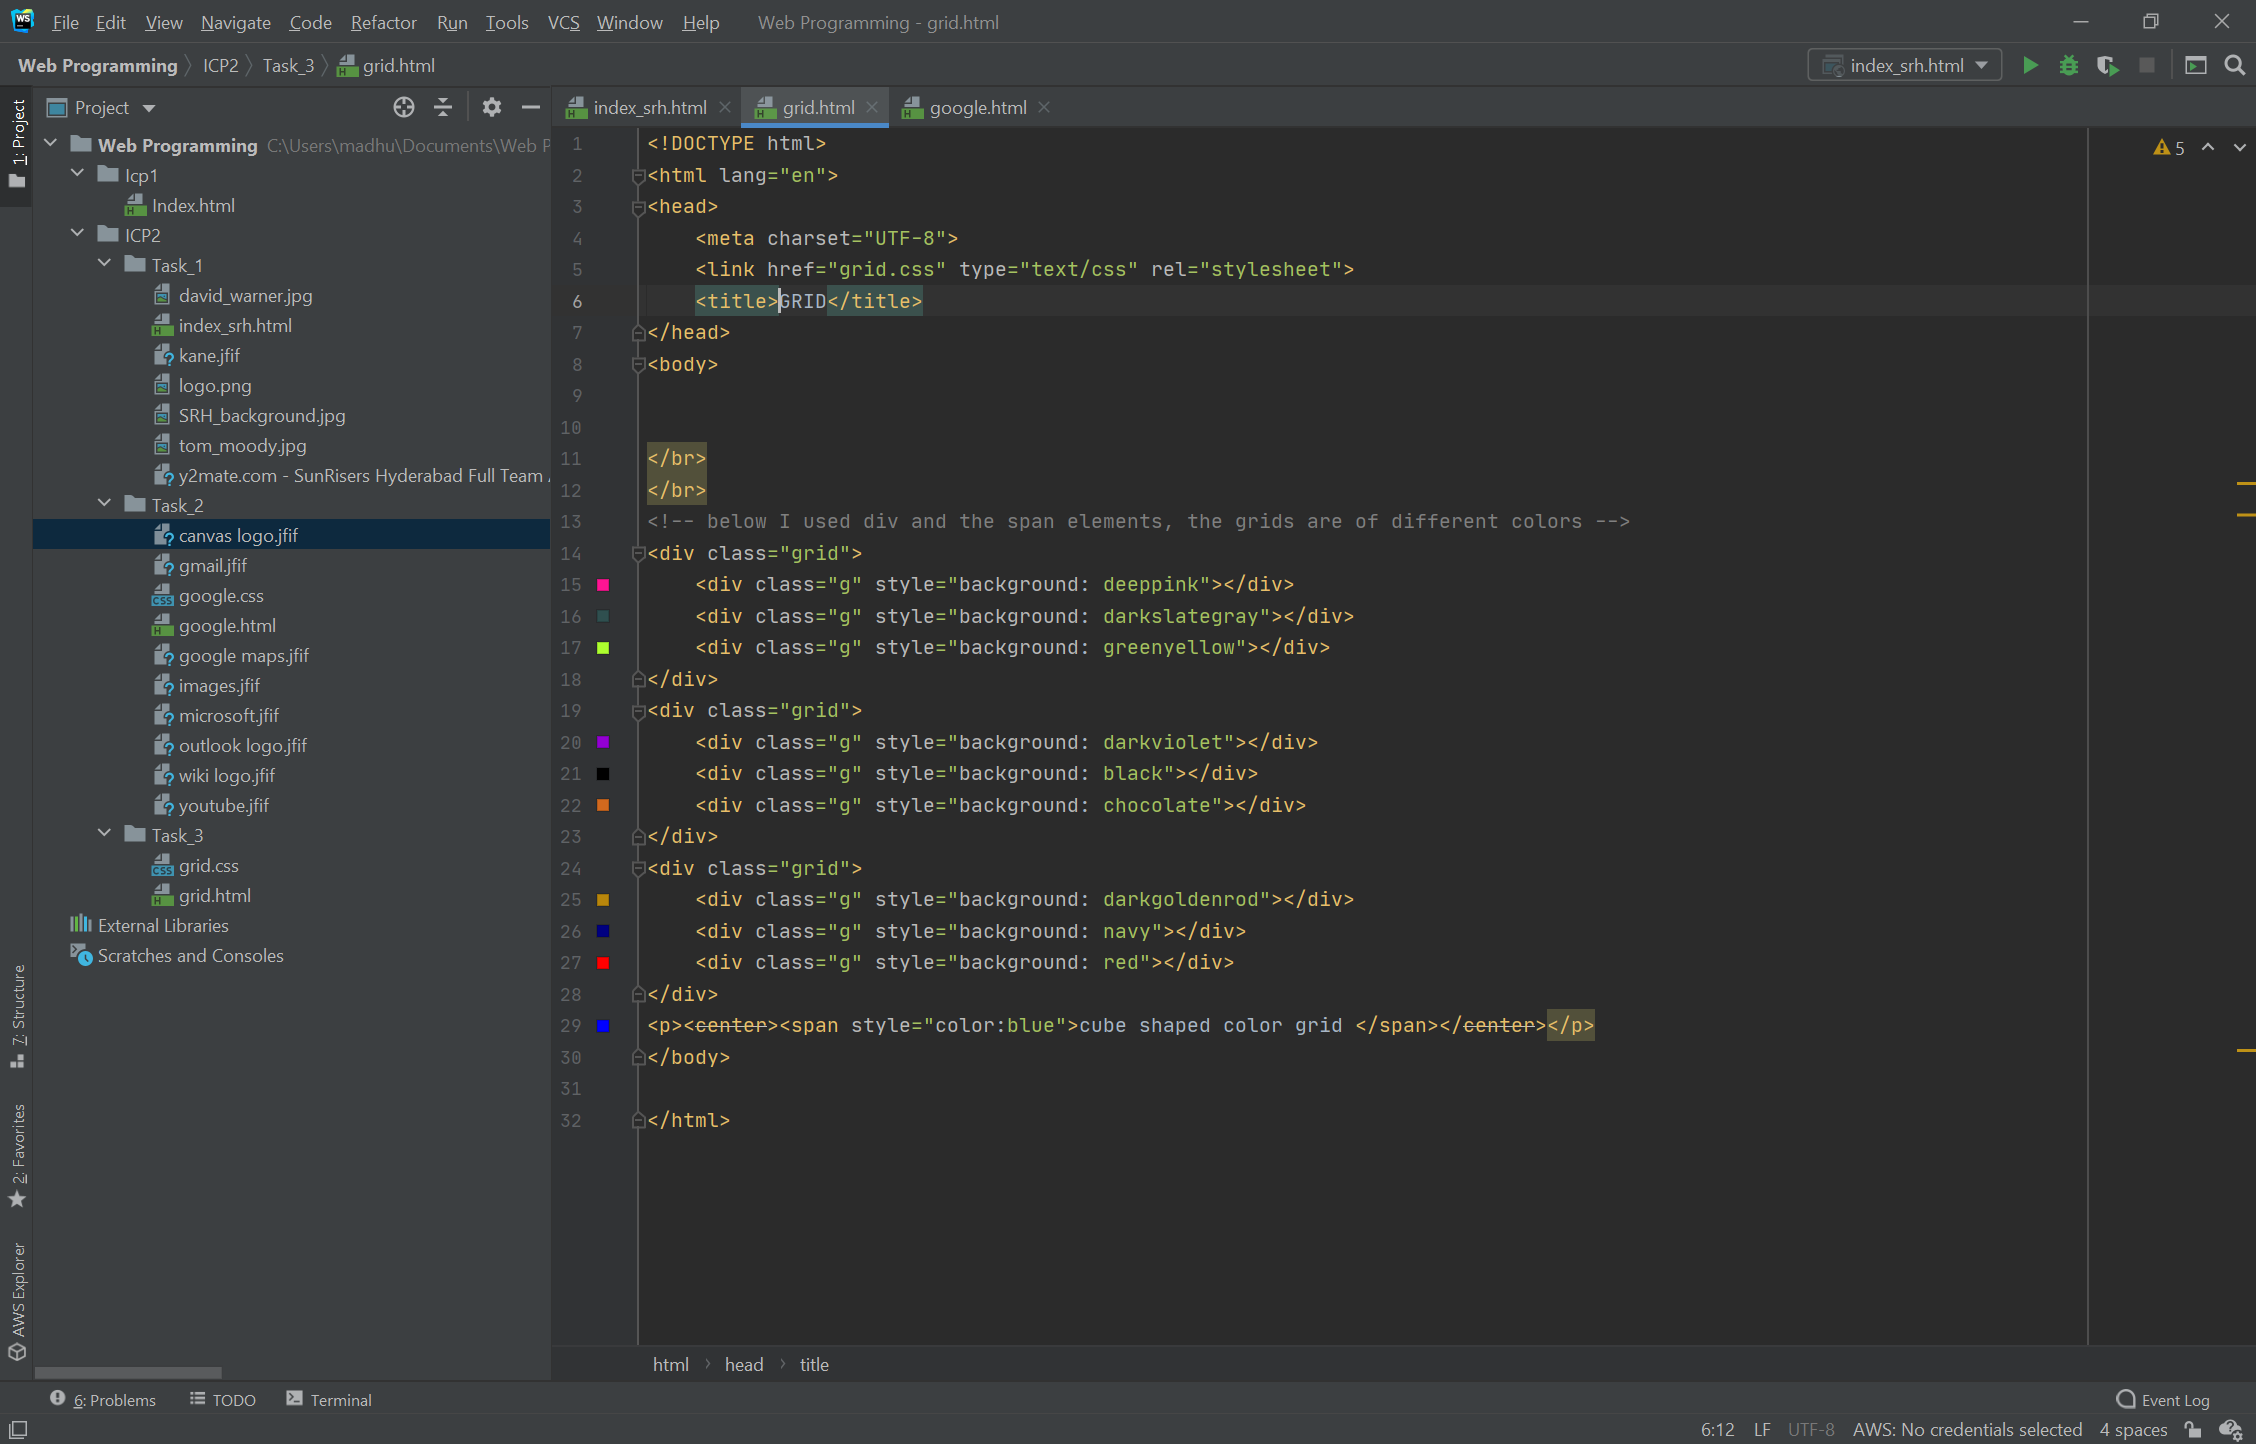 WS File Edit View Navigate Code Refactor Run Tools VCS Window Help Web Programming - grid.html
Web Programming ICP2 Task_3 grid.html index_srh.html
Project
index_srh.html grid.html google.html
1: Project
7: Structure
2: Favorites
AWS Explorer
Web Programming C:\Users\madhu\Documents\Web P
Icp1
Index.html
ICP2
Task_1
david_warner.jpg
index_srh.html
kane.jfif
logo.png
SRH_background.jpg
tom_moody.jpg
y2mate.com - SunRisers Hyderabad Full Team
Task_2
canvas logo.jfif
gmail.jfif
google.css
google.html
google maps.jfif
images.jfif
microsoft.jfif
outlook logo.jfif
wiki logo.jfif
youtube.jfif
Task_3
grid.css
grid.html
External Libraries
Scratches and Consoles
5
1 <!DOCTYPE html>
2 <html lang="en">
3 <head>
4 <meta charset="UTF-8">
5 <link href="grid.css" type="text/css" rel="stylesheet">
6 <title>GRID</title>
7 </head>
8 <body>
9
10
11 </br>
12 </br>
13 <!-- below I used div and the span elements, the grids are of different colors -->
14 <div class="grid">
15 <div class="g" style="background: deeppink"></div>
16 <div class="g" style="background: darkslategray"></div>
17 <div class="g" style="background: greenyellow"></div>
18 </div>
19 <div class="grid">
20 <div class="g" style="background: darkviolet"></div>
21 <div class="g" style="background: black"></div>
22 <div class="g" style="background: chocolate"></div>
23 </div>
24 <div class="grid">
25 <div class="g" style="background: darkgoldenrod"></div>
26 <div class="g" style="background: navy"></div>
27 <div class="g" style="background: red"></div>
28 </div>
29 <p><center><span style="color:blue">cube shaped color grid </span></center></p>
30 </body>
31
32 </html>
html head title
6: Problems TODO Terminal Event Log
6:12 LF UTF-8 AWS: No credentials selected 4 spaces